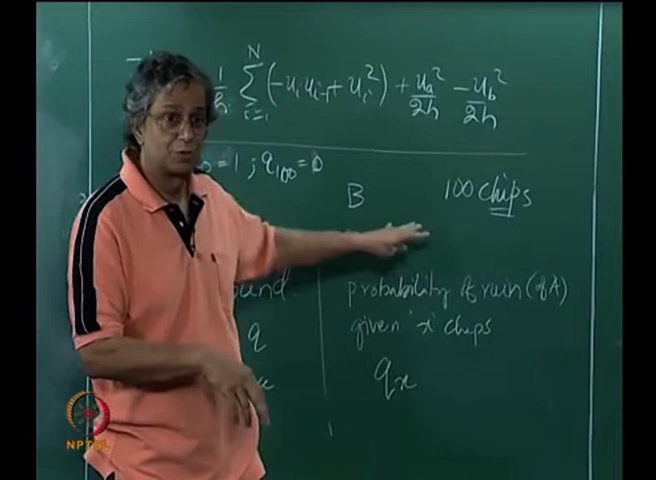 1/h N Σ i=1 (-u_i u_{i-1} + u_i^2) + u_a^2/2h - u_b^2/2h
=1 ; q_100 = 0
B 100 chips
probability of ruin (of A)
given 'x' chips
q
q_x
NPTEL